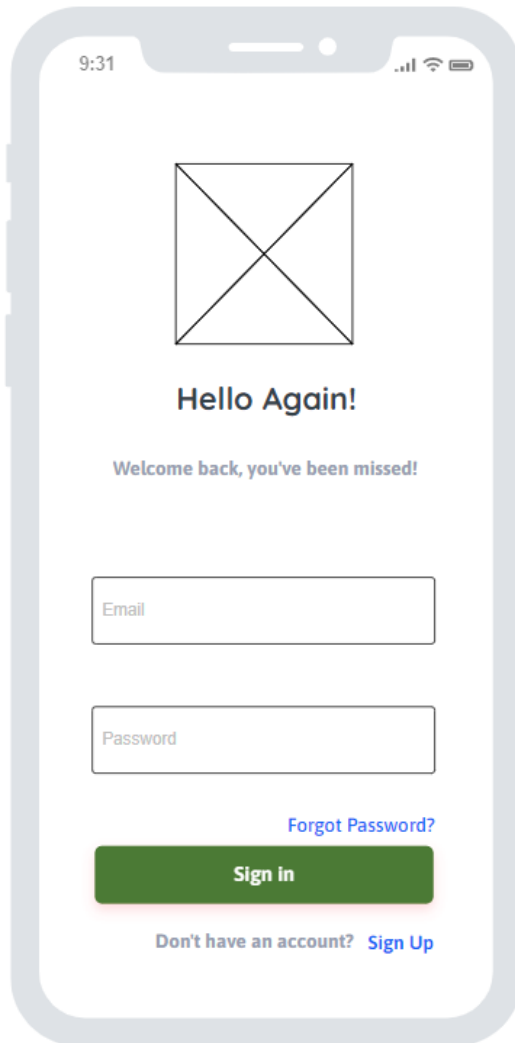 9:31
Hello Again!
Welcome back, you've been missed!
Email
Password
Forgot Password?
Sign in
Don't have an account? Sign Up